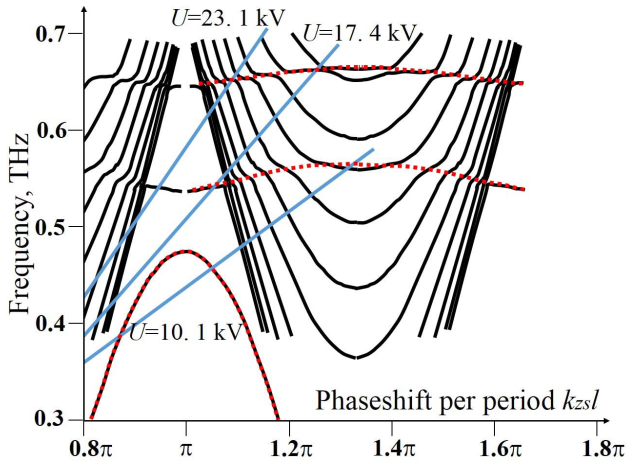 U=23. 1 kV
U=17. 4 kV
0.7
0.6
0.5
0.4
0.3
Frequency, THz
U=10. 1 kV
Phaseshift per period kzsl
0.8π π 1.2π 1.4π 1.6π 1.8π